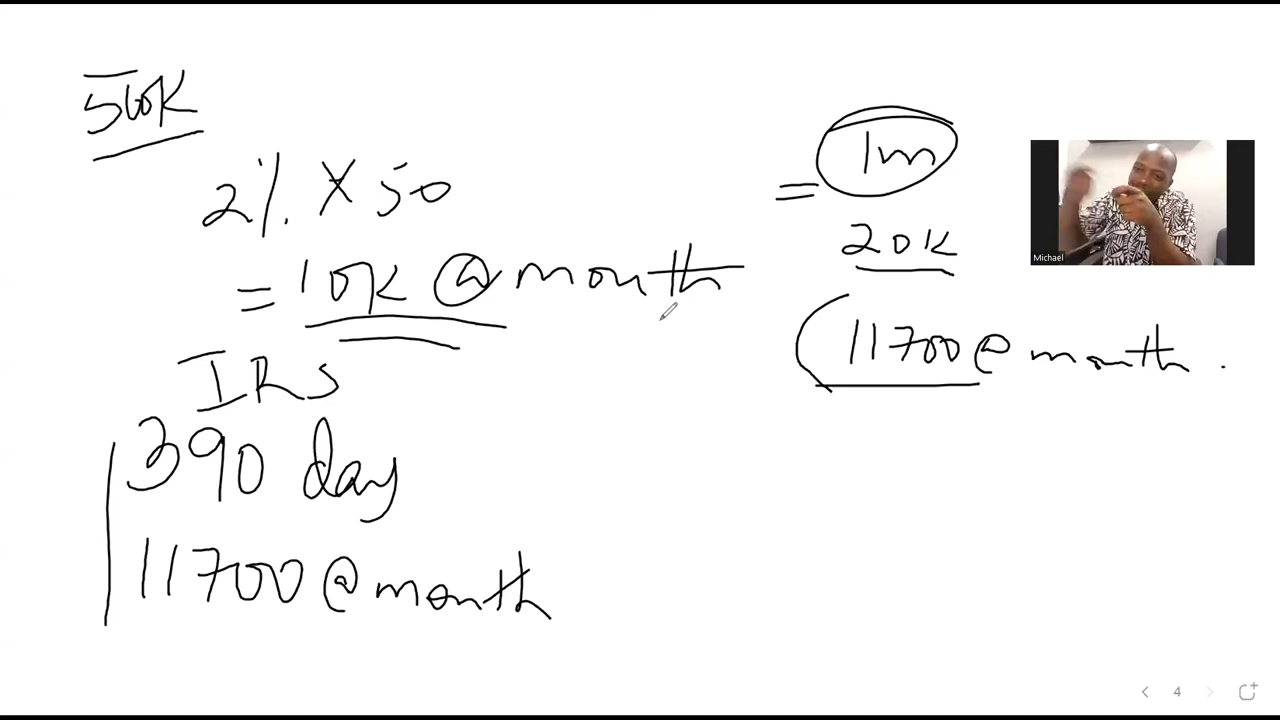 500K
2% X 50
= 10K @ month
IRS
390 day
11700 @ month
= 1m
20K
11700 @ month.
Michael
4